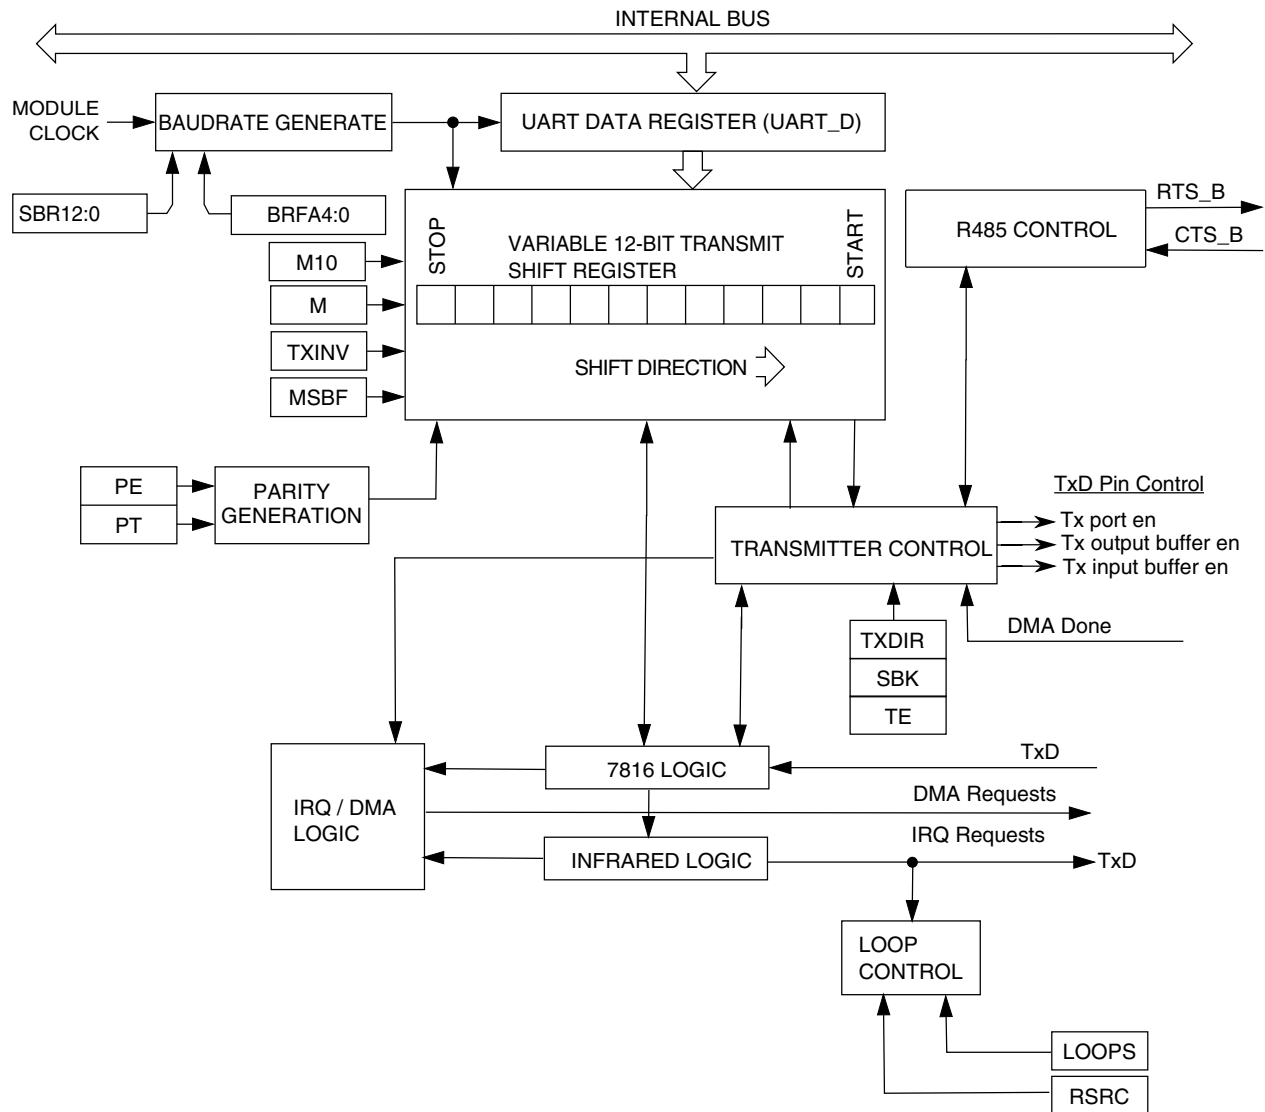 INTERNAL BUS
MODULE
CLOCK
BAUDRATE GENERATE
UART DATA REGISTER (UART_D)
SBR12:0
BRFA4:0
STOP
VARIABLE 12-BIT TRANSMIT
SHIFT REGISTER
START
R485 CONTROL
RTS_B
CTS_B
M10
M
TXINV
MSBF
SHIFT DIRECTION
PE
PT
PARITY
GENERATION
TRANSMITTER CONTROL
TxD Pin Control
Tx port en
Tx output buffer en
Tx input buffer en
DMA Done
TXDIR
SBK
TE
7816 LOGIC
TxD
IRQ / DMA
LOGIC
DMA Requests
IRQ Requests
INFRARED LOGIC
TxD
LOOP
CONTROL
LOOPS
RSRC